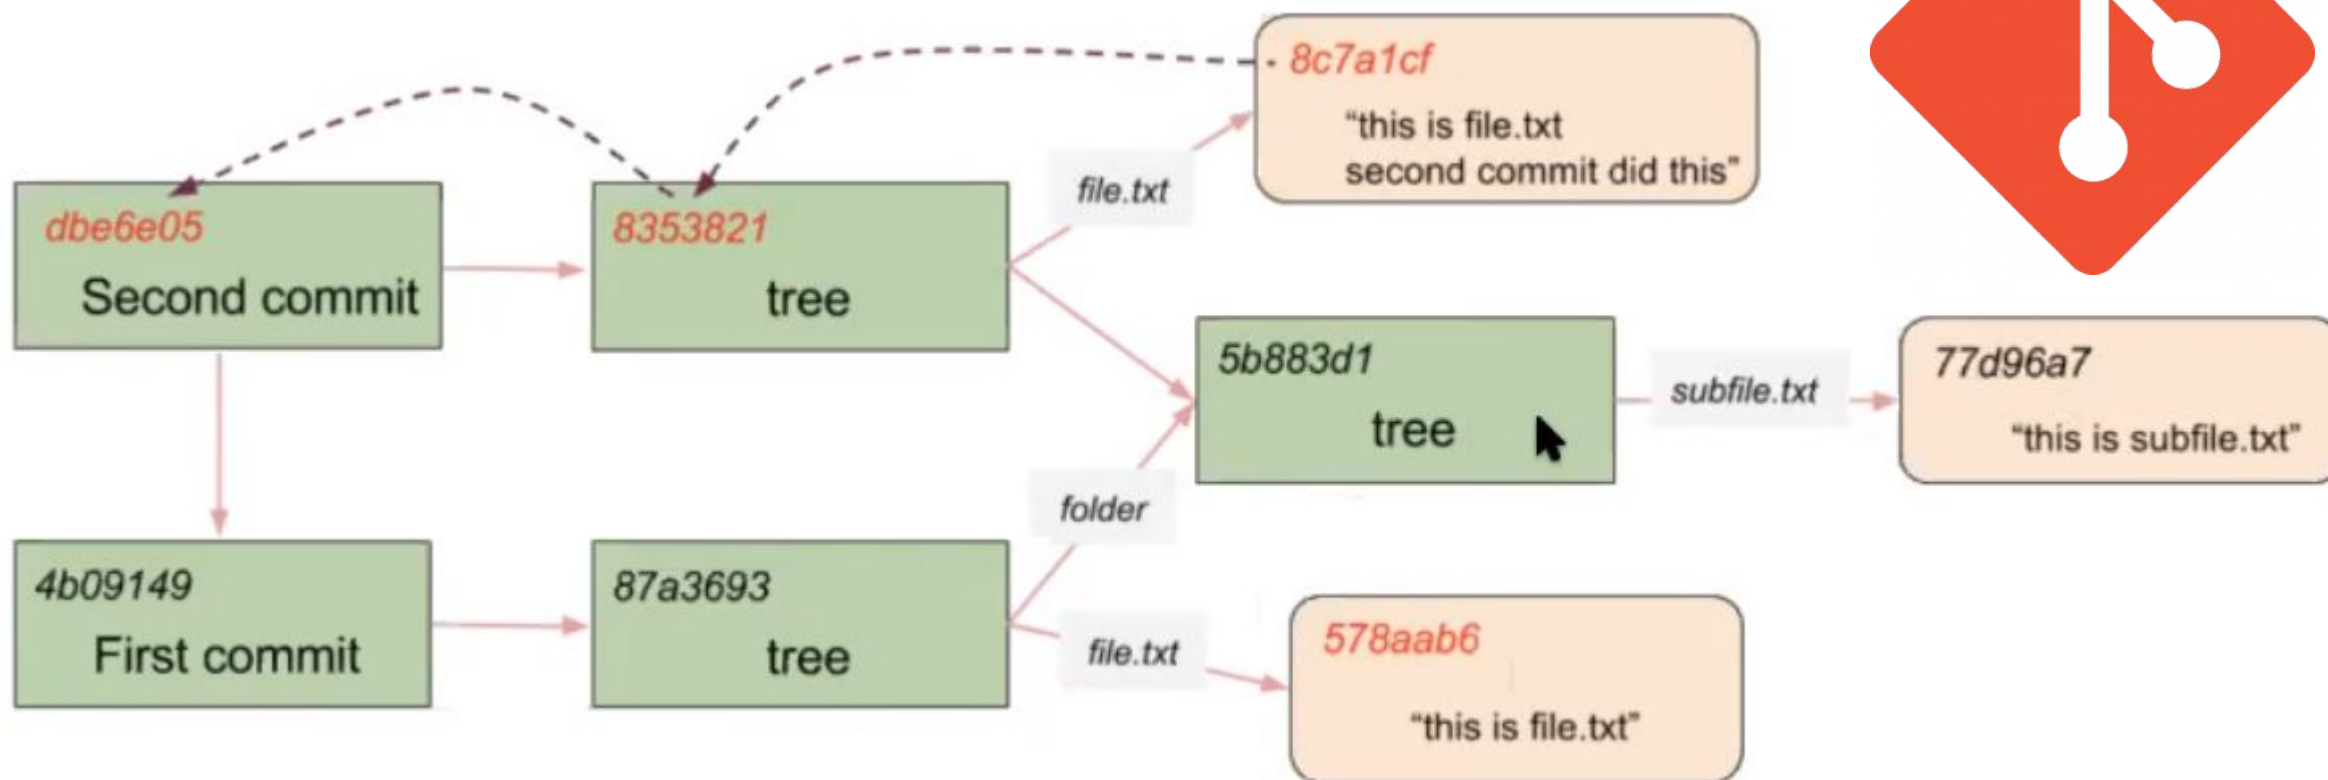 8c7a1cf
“this is file.txt
second commit did this”
file.txt
dbe6e05
Second commit
8353821
tree
5b883d1
tree
subfile.txt
77d96a7
“this is subfile.txt”
folder
4b09149
First commit
87a3693
tree
file.txt
578aab6
“this is file.txt”